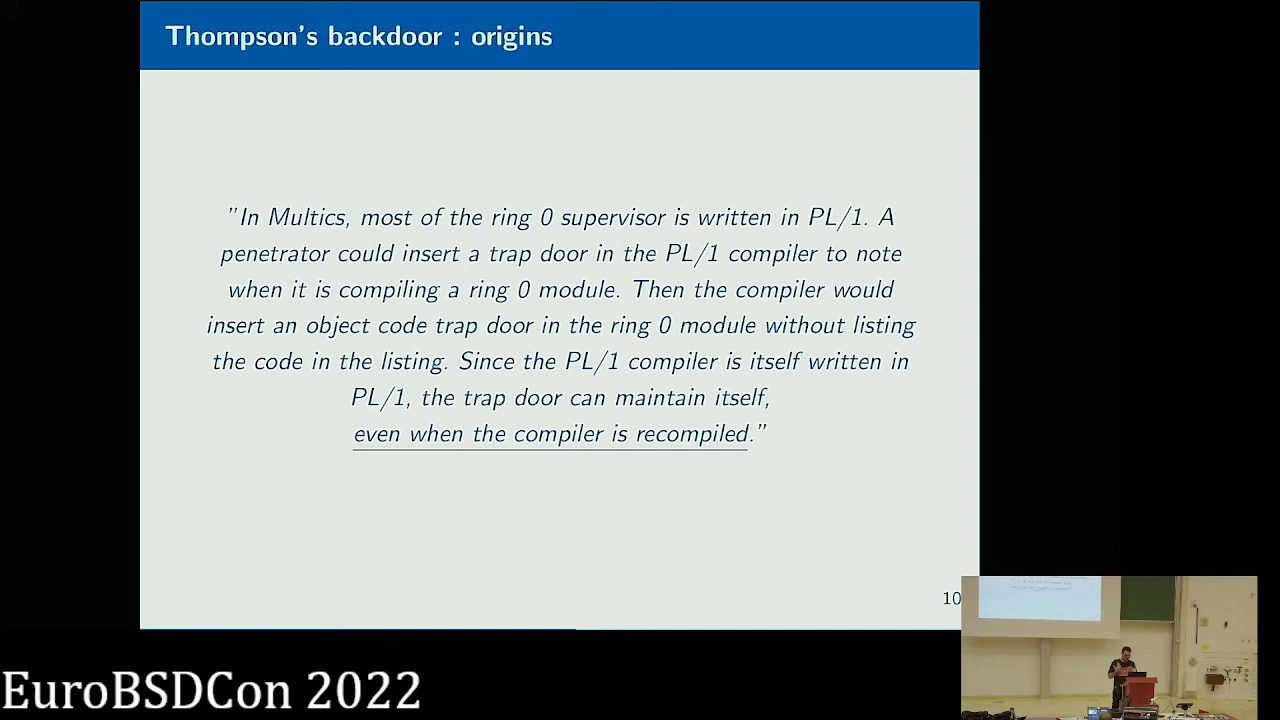 Thompson's backdoor : origins
"In Multics, most of the ring 0 supervisor is written in PL/1. A
penetrator could insert a trap door in the PL/1 compiler to note
when it is compiling a ring 0 module. Then the compiler would
insert an object code trap door in the ring 0 module without listing
the code in the listing. Since the PL/1 compiler is itself written in
PL/1, the trap door can maintain itself,
even when the compiler is recompiled."
10
EuroBSDCon 2022